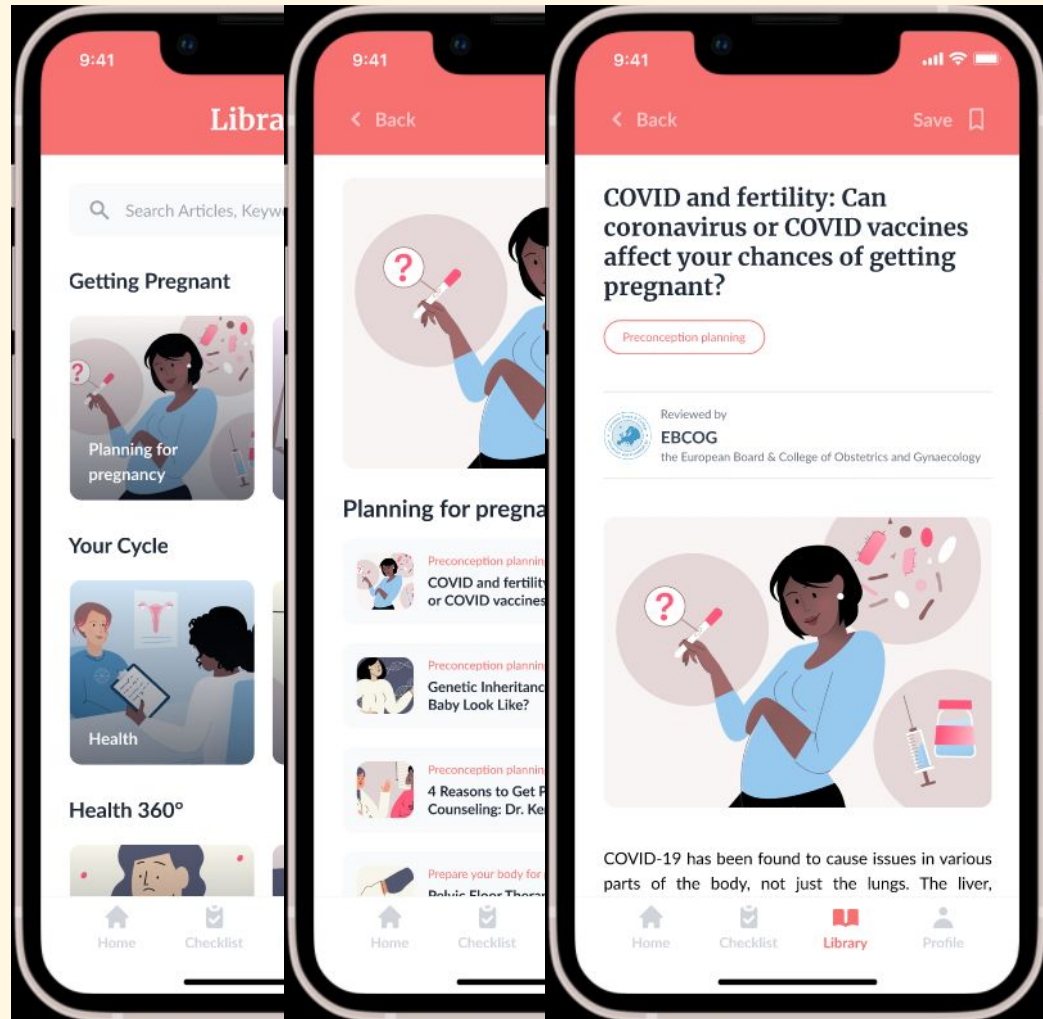 9:41
Libra
Search Articles, Keyw
Getting Pregnant
?
Planning for
pregnancy
Your Cycle
Health
Health 360°
Home
Checklist
9:41
Back
?
Planning for pregna
Preconception plannin
COVID and fertility
or COVID vaccines
Preconception plannin
Genetic Inheritanc
Baby Look Like?
Preconception plannin
4 Reasons to Get P
Counseling: Dr. Ke
Prepare your body for
Pelvic Floor Therap
Home
Checklist
9:41
Back
Save
COVID and fertility: Can
coronavirus or COVID vaccines
affect your chances of getting
pregnant?
Preconception planning
Reviewed by
EBCOG
the European Board & College of Obstetrics and Gynaecology
?
COVID-19 has been found to cause issues in various
parts of the body, not just the lungs. The liver,
Home
Checklist
Library
Profile